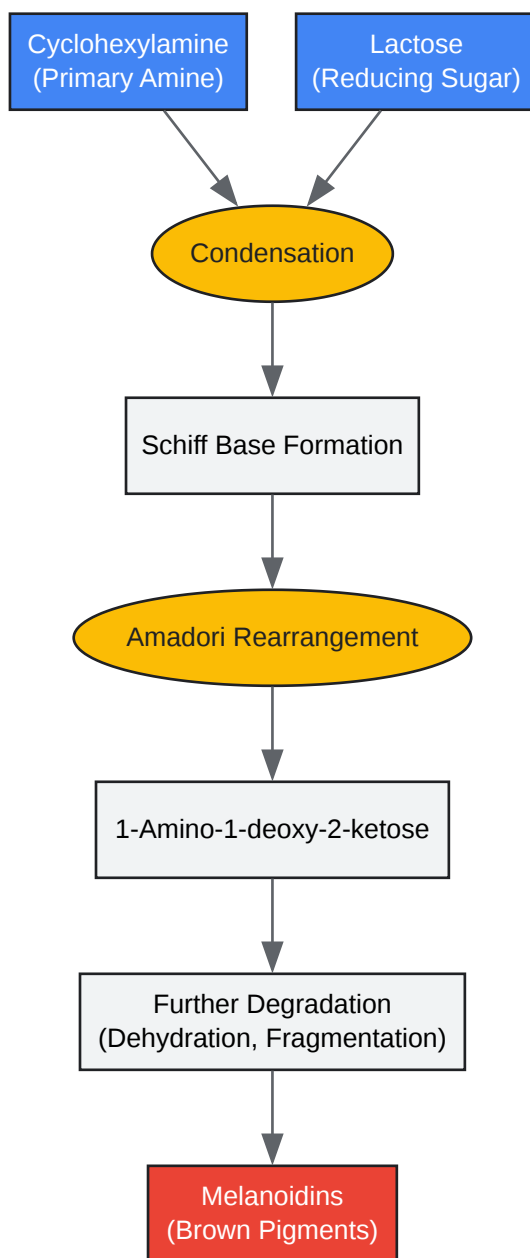 Cyclohexylamine
(Primary Amine)
Lactose
(Reducing Sugar)
Condensation
Schiff Base Formation
Amadori Rearrangement
1-Amino-1-deoxy-2-ketose
Further Degradation
(Dehydration, Fragmentation)
Melanoidins
(Brown Pigments)